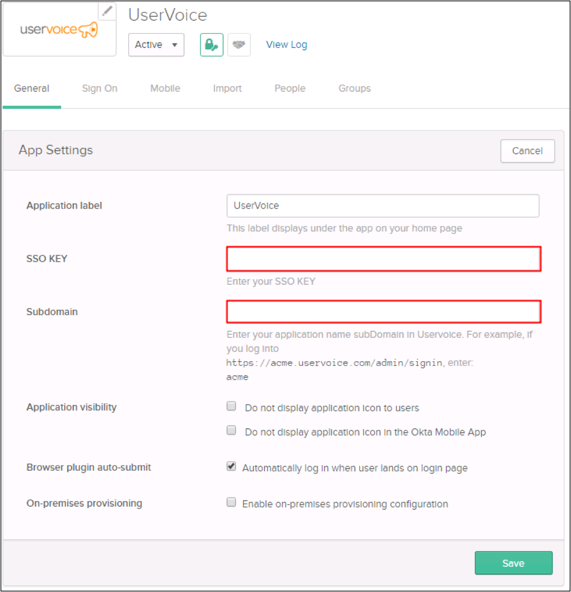 uservoice
UserVoice
Active
View Log
General Sign On Mobile Import People Groups
App Settings
Cancel
Application label
UserVoice
This label displays under the app on your home page
SSO KEY
Enter your SSO KEY
Subdomain
Enter your application name subDomain in Uservoice. For example, if
you log into
https://acme.uservoice.com/admin/signin, enter:
acme
Application visibility
Do not display application icon to users
Do not display application icon in the Okta Mobile App
Browser plugin auto-submit
Automatically log in when user lands on login page
On-premises provisioning
Enable on-premises provisioning configuration
Save